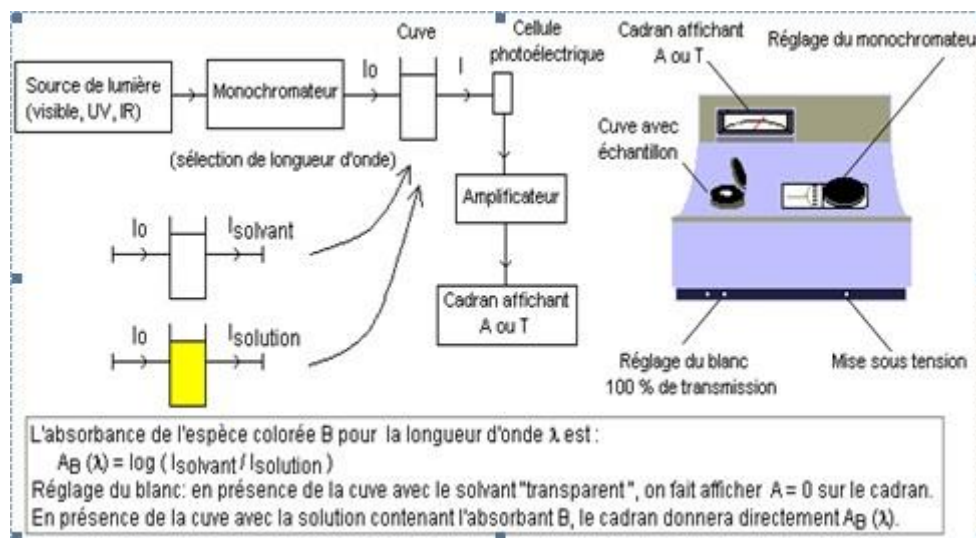 Source de lumière
(visible, UV, IR)
Monochromateur
Io
Cuve
I
Cellule
photoélectrique
(sélection de longueur d'onde)
Amplificateur
Cadran affichant
A ou T
Io
Isolvant
Io
Isolution
Cadran affichant
A ou T
Réglage du monochromateu
Cuve avec
échantillon
Réglage du blanc
100 % de transmission
Mise sous tension
L'absorbance de l'espèce colorée B pour la longueur d'onde λ est :
AB (λ) = log ( Isolvant / Isolution )
Réglage du blanc: en présence de la cuve avec le solvant "transparent", on fait afficher A = 0 sur le cadran.
En présence de la cuve avec la solution contenant l'absorbant B, le cadran donnera directement AB (λ).